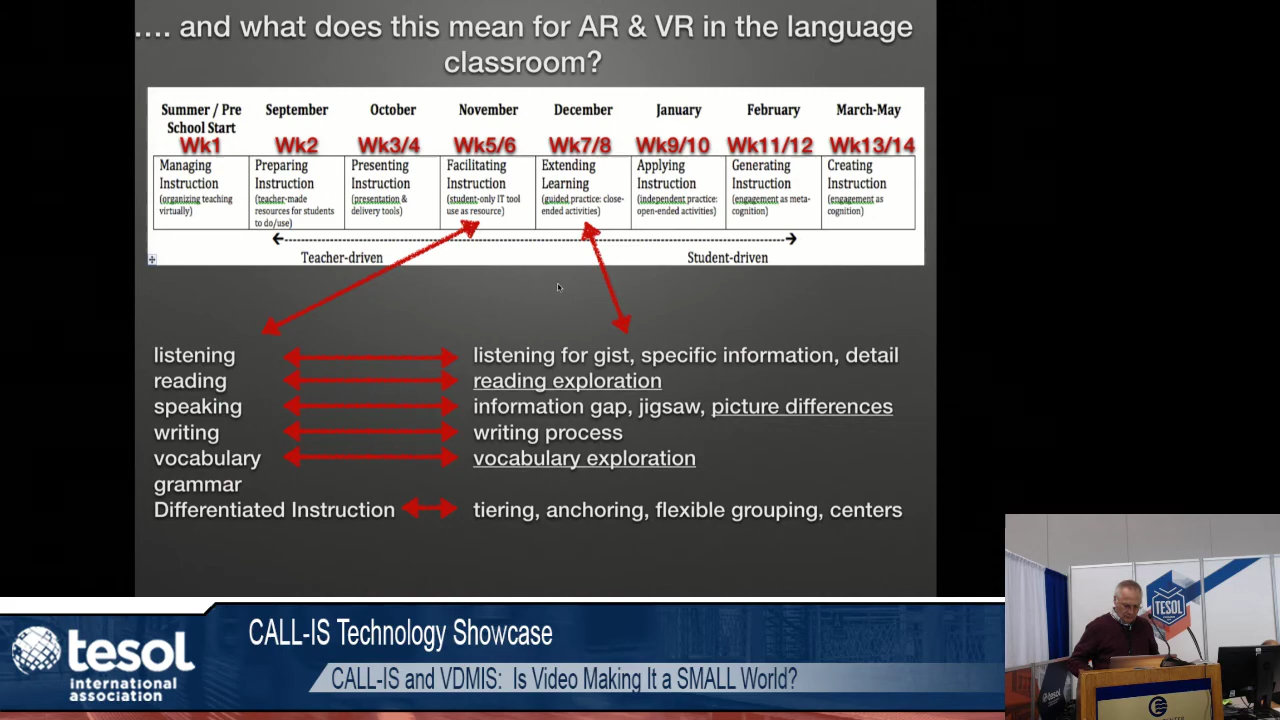 .... and what does this mean for AR & VR in the language
classroom?
Summer / Pre School Start September October November December January February March-May
Wk1 Wk2 Wk3/4 Wk5/6 Wk7/8 Wk9/10 Wk11/12 Wk13/14
Managing Instruction (organizing teaching virtually)
Preparing Instruction (teacher-made resources for students to do/use)
Presenting Instruction (presentation & delivery tools)
Facilitating Instruction (student-only IT tool use as resource)
Extending Learning (guided practice: close-ended activities)
Applying Instruction (independent practice: open-ended activities)
Generating Instruction (engagement as meta-cognition)
Creating Instruction (engagement as cognition)
Teacher-driven Student-driven
listening listening for gist, specific information, detail
reading reading exploration
speaking information gap, jigsaw, picture differences
writing writing process
vocabulary vocabulary exploration
grammar
Differentiated Instruction tiering, anchoring, flexible grouping, centers
TESOL
tesol
international
association
CALL-IS Technology Showcase
CALL-IS and VDMIS: Is Video Making It a SMALL World?